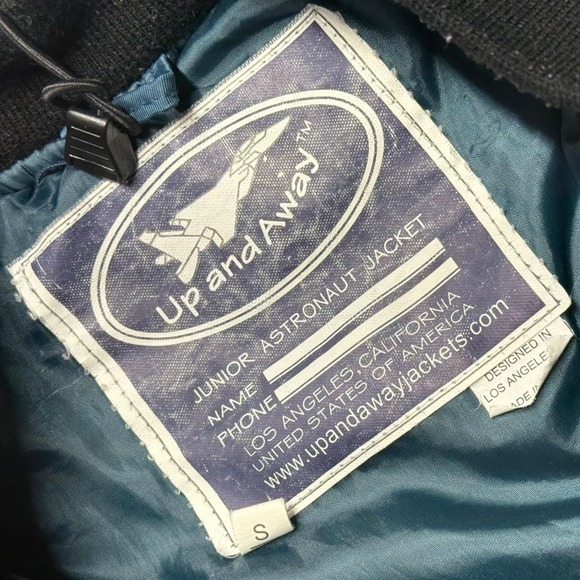 Up and Away™
JUNIOR ASTRONAUT JACKET
NAME
PHONE
LOS ANGELES, CALIFORNIA
UNITED STATES OF AMERICA
www.upandawayjackets.com
S
DESIGNED IN
LOS ANGELES